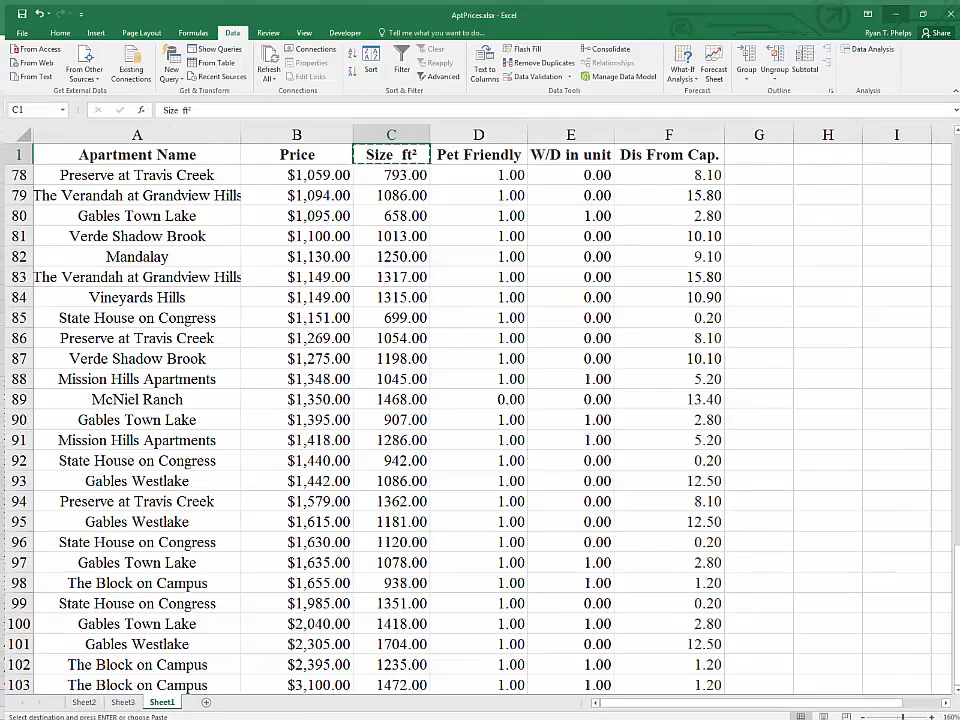 AptPrices.xlsx - Excel
File Home Insert Page Layout Formulas Data Review View Developer Tell me what you want to do... Ryan T. Phelps Share
From Access From Web From Text From Other Sources Existing Connections New Query Show Queries From Table Recent Sources Refresh All Connections Properties Edit Links Sort Filter Clear Reapply Advanced Text to Columns Flash Fill Remove Duplicates Data Validation Consolidate Relationships Manage Data Model What-If Analysis Forecast Sheet Group Ungroup Subtotal Data Analysis
Get External Data Get & Transform Connections Sort & Filter Data Tools Forecast Outline Analysis
C1 fx Size ft²
A B C D E F G H I
1 Apartment Name Price Size ft² Pet Friendly W/D in unit Dis From Cap.
78 Preserve at Travis Creek $1,059.00 793.00 1.00 0.00 8.10
79 The Verandah at Grandview Hills $1,094.00 1086.00 1.00 0.00 15.80
80 Gables Town Lake $1,095.00 658.00 1.00 1.00 2.80
81 Verde Shadow Brook $1,100.00 1013.00 1.00 0.00 10.10
82 Mandalay $1,130.00 1250.00 1.00 0.00 9.10
83 The Verandah at Grandview Hills $1,149.00 1317.00 1.00 0.00 15.80
84 Vineyards Hills $1,149.00 1315.00 1.00 0.00 10.90
85 State House on Congress $1,151.00 699.00 1.00 0.00 0.20
86 Preserve at Travis Creek $1,269.00 1054.00 1.00 0.00 8.10
87 Verde Shadow Brook $1,275.00 1198.00 1.00 0.00 10.10
88 Mission Hills Apartments $1,348.00 1045.00 1.00 1.00 5.20
89 McNiel Ranch $1,350.00 1468.00 0.00 0.00 13.40
90 Gables Town Lake $1,395.00 907.00 1.00 1.00 2.80
91 Mission Hills Apartments $1,418.00 1286.00 1.00 1.00 5.20
92 State House on Congress $1,440.00 942.00 1.00 0.00 0.20
93 Gables Westlake $1,442.00 1086.00 1.00 0.00 12.50
94 Preserve at Travis Creek $1,579.00 1362.00 1.00 0.00 8.10
95 Gables Westlake $1,615.00 1181.00 1.00 0.00 12.50
96 State House on Congress $1,630.00 1120.00 1.00 0.00 0.20
97 Gables Town Lake $1,635.00 1078.00 1.00 1.00 2.80
98 The Block on Campus $1,655.00 938.00 1.00 1.00 1.20
99 State House on Congress $1,985.00 1351.00 1.00 0.00 0.20
100 Gables Town Lake $2,040.00 1418.00 1.00 1.00 2.80
101 Gables Westlake $2,305.00 1704.00 1.00 0.00 12.50
102 The Block on Campus $2,395.00 1235.00 1.00 1.00 1.20
103 The Block on Campus $3,100.00 1472.00 1.00 1.00 1.20
Sheet2 Sheet3 Sheet1
Select destination and press ENTER or choose Paste 160%